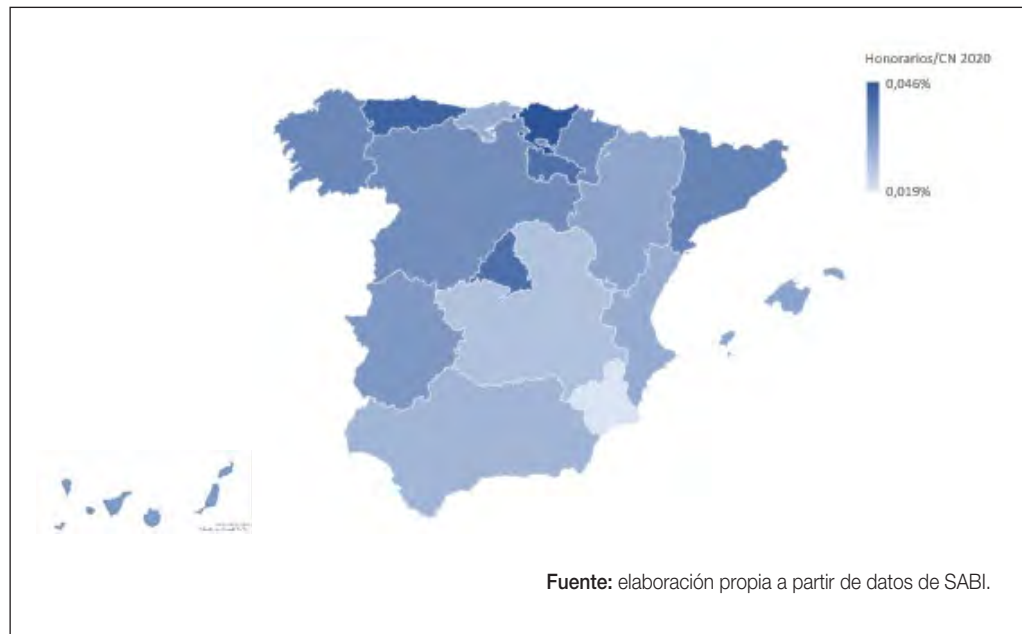 Honorarios/CN 2020
0,046%
0,019%
Fuente: elaboración propia a partir de datos de SABI.